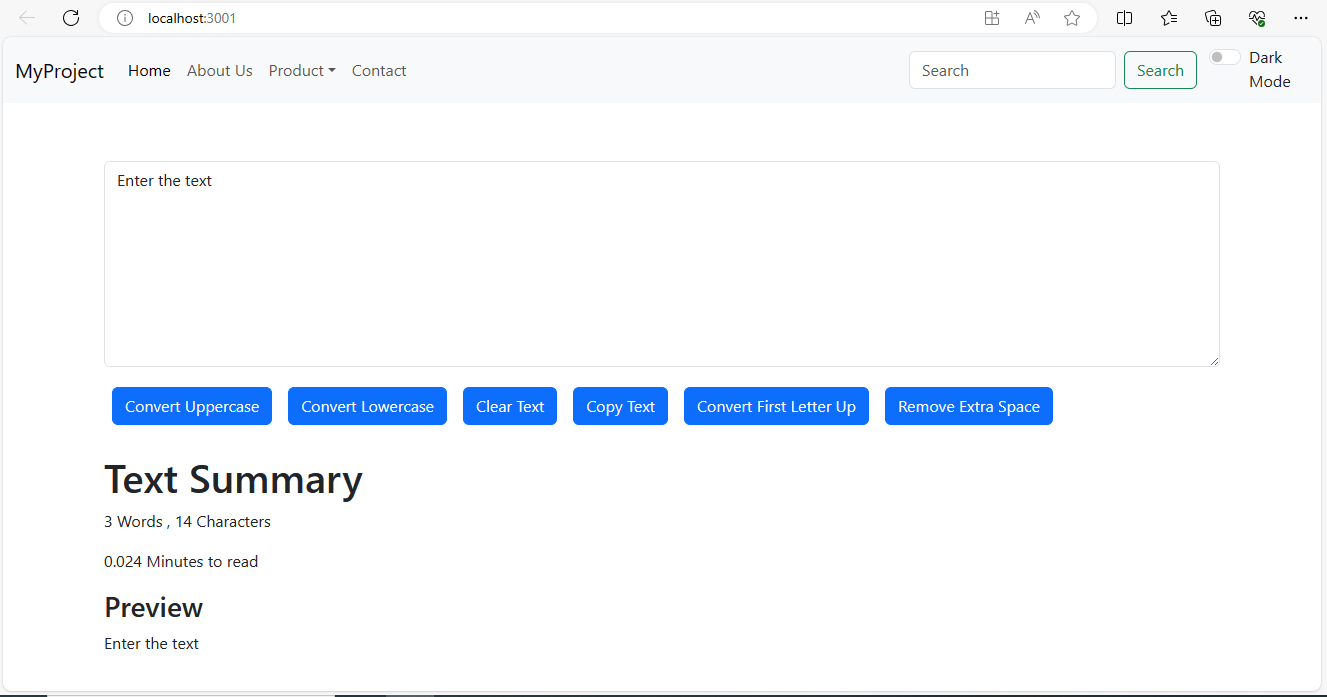 localhost:3001
MyProject Home About Us Product Contact Search Search Dark Mode
Enter the text
Convert Uppercase Convert Lowercase Clear Text Copy Text Convert First Letter Up Remove Extra Space
Text Summary
3 Words , 14 Characters
0.024 Minutes to read
Preview
Enter the text